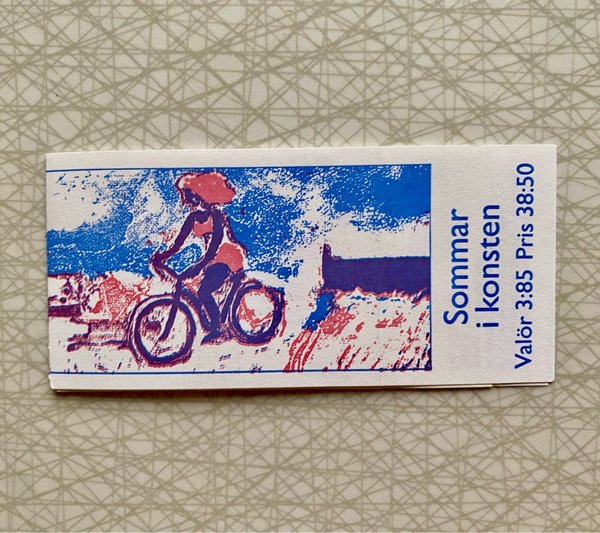 Sommar
i konsten
Valör 3:85 Pris 38:50